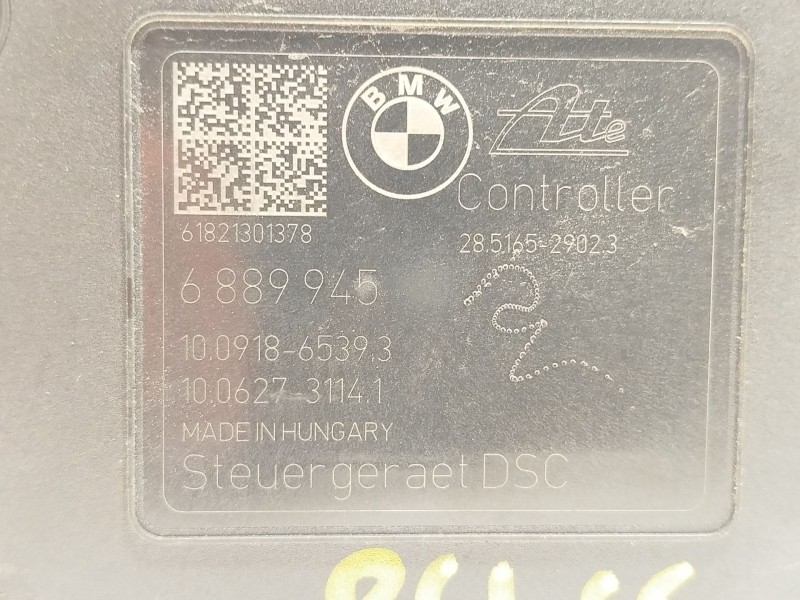 BMW
Ate
Controller
61821301378
28.5165-2902.3
6 889 945
10.0918-6539.3
10.0627-3114.1
MADE IN HUNGARY
Steuergeraet DSC